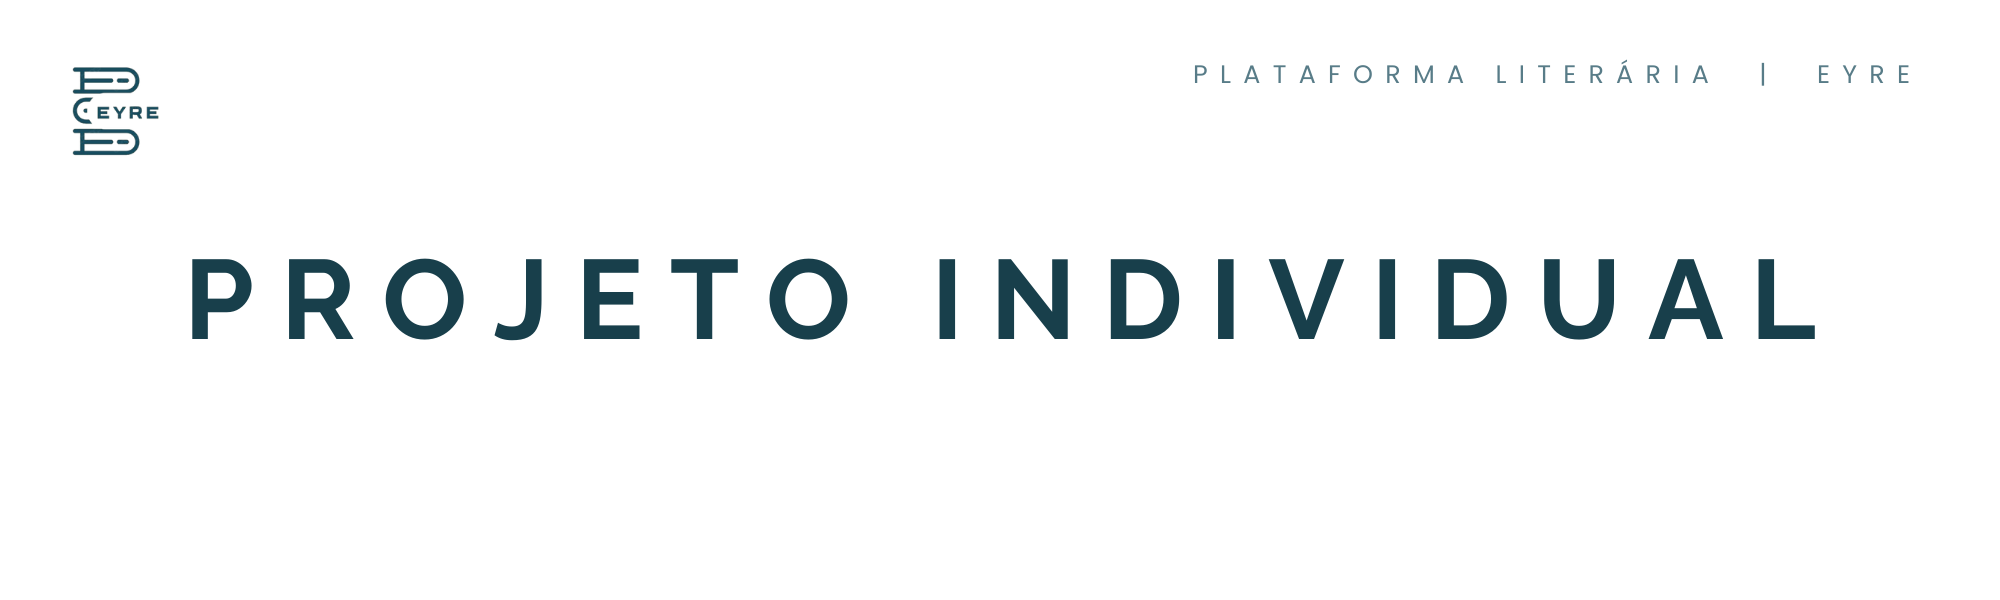 PLATAFORMA LITERÁRIA | EYRE
EYRE
PROJETO INDIVIDUAL